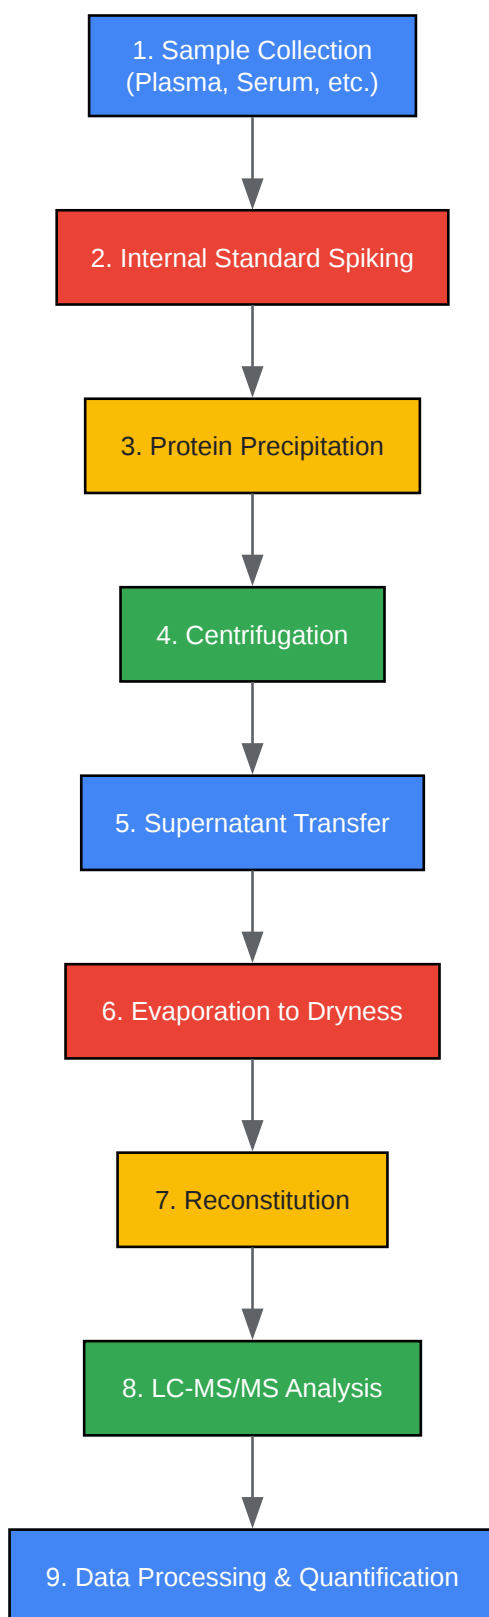 1. Sample Collection
(Plasma, Serum, etc.)
2. Internal Standard Spiking
3. Protein Precipitation
4. Centrifugation
5. Supernatant Transfer
6. Evaporation to Dryness
7. Reconstitution
8. LC-MS/MS Analysis
9. Data Processing & Quantification